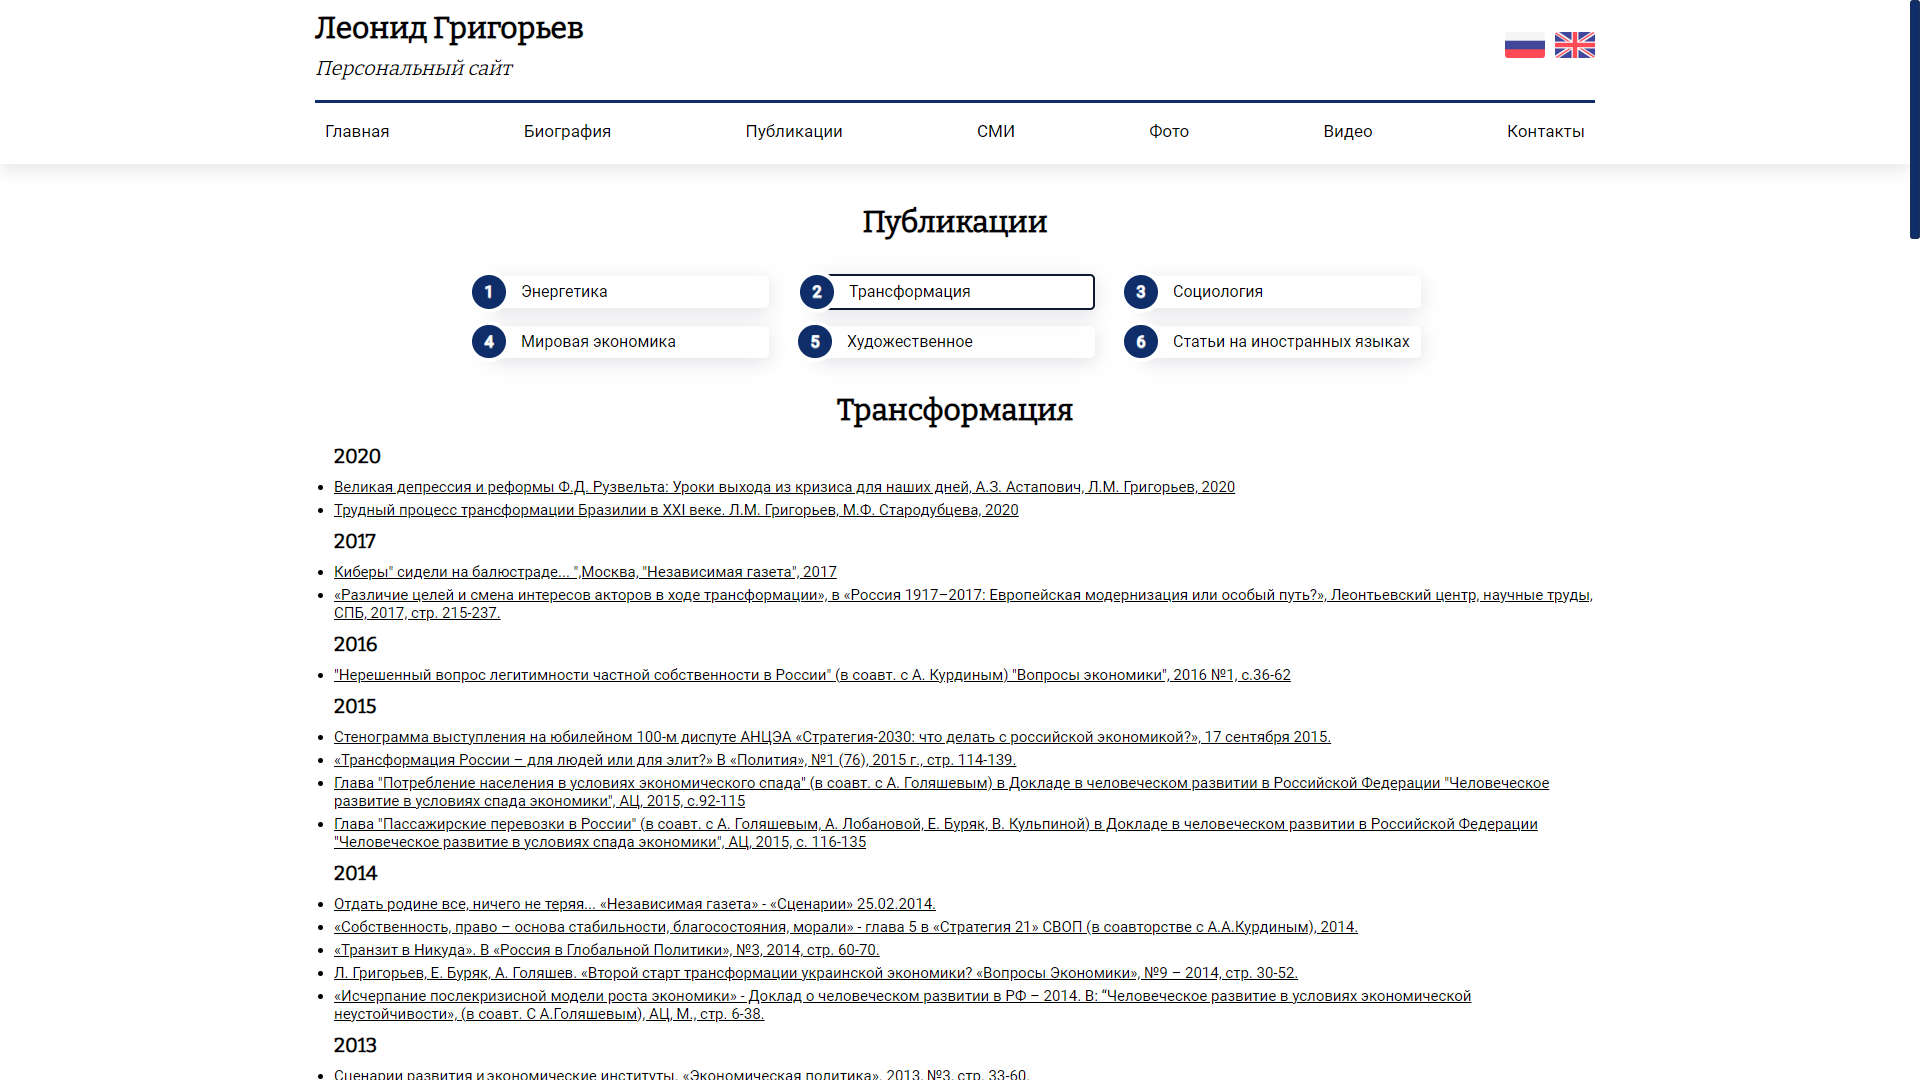 Леонид Григорьев
Персональный сайт
Главная
Биография
Публикации
СМИ
Фото
Видео
Контакты
Публикации
1 Энергетика
2 Трансформация
3 Социология
4 Мировая экономика
5 Художественное
6 Статьи на иностранных языках
Трансформация
2020
Великая депрессия и реформы Ф.Д. Рузвельта: Уроки выхода из кризиса для наших дней, А.З. Астапович, Л.М. Григорьев, 2020
Трудный процесс трансформации Бразилии в XXI веке. Л.М. Григорьев, М.Ф. Стародубцева, 2020
2017
Киберы" сидели на балюстраде... ",Москва, "Независимая газета", 2017
«Различие целей и смена интересов акторов в ходе трансформации», в «Россия 1917–2017: Европейская модернизация или особый путь?», Леонтьевский центр, научные труды,
СПБ, 2017, стр. 215-237.
2016
"Нерешенный вопрос легитимности частной собственности в России" (в соавт. с А. Курдиным) "Вопросы экономики", 2016 №1, с.36-62
2015
Стенограмма выступления на юбилейном 100-м диспуте АНЦЭА «Стратегия-2030: что делать с российской экономикой?», 17 сентября 2015.
«Трансформация России – для людей или для элит?» В «Полития», №1 (76), 2015 г., стр. 114-139.
Глава "Потребление населения в условиях экономического спада" (в соавт. с А. Голяшевым) в Докладе в человеческом развитии в Российской Федерации "Человеческое
развитие в условиях спада экономики", АЦ, 2015, с.92-115
Глава "Пассажирские перевозки в России" (в соавт. с А. Голяшевым, А. Лобановой, Е. Буряк, В. Кульпиной) в Докладе в человеческом развитии в Российской Федерации
"Человеческое развитие в условиях спада экономики", АЦ, 2015, с. 116-135
2014
Отдать родине все, ничего не теряя... «Независимая газета» - «Сценарии» 25.02.2014.
«Собственность, право – основа стабильности, благосостояния, морали» - глава 5 в «Стратегия 21» СВОП (в соавторстве с А.А.Курдиным), 2014.
«Транзит в Никуда». В «Россия в Глобальной Политики», №3, 2014, стр. 60-70.
Л. Григорьев, Е. Буряк, А. Голяшев. «Второй старт трансформации украинской экономики? «Вопросы Экономики», №9 – 2014, стр. 30-52.
«Исчерпание послекризисной модели роста экономики» - Доклад о человеческом развитии в РФ – 2014. В: “Человеческое развитие в условиях экономической
неустойчивости», (в соавт. С А.Голяшевым), АЦ, М., стр. 6-38.
2013
Сценарии развития и экономические институты. «Экономическая политика». 2013. №3. стр. 33-60.